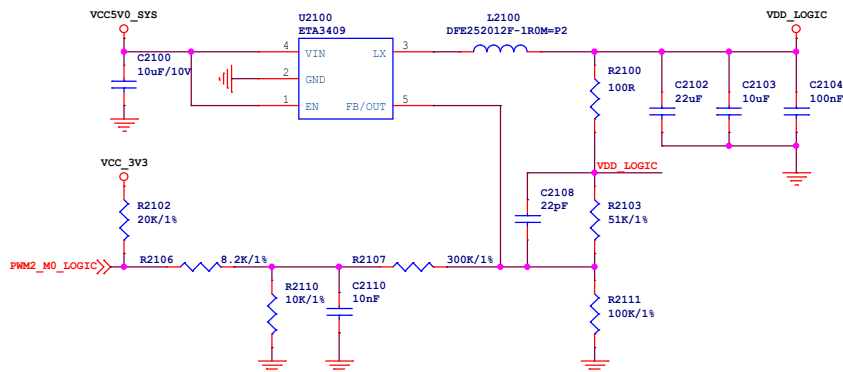 VCC5V0_SYS
U2100
ETA3409
L2100
DFE252012F-1R0M=P2
VDD_LOGIC
4 VIN LX 3
2 GND
1 EN FB/OUT 5
C2100
10uF/10V
R2100
100R
C2102
22uF
C2103
10uF
C2104
100nF
VCC_3V3
VDD_LOGIC
R2102
20K/1%
C2108
22pF
R2103
51K/1%
PWM2_M0_LOGIC
R2106 8.2K/1%
R2107 300K/1%
R2110
10K/1%
C2110
10nF
R2111
100K/1%